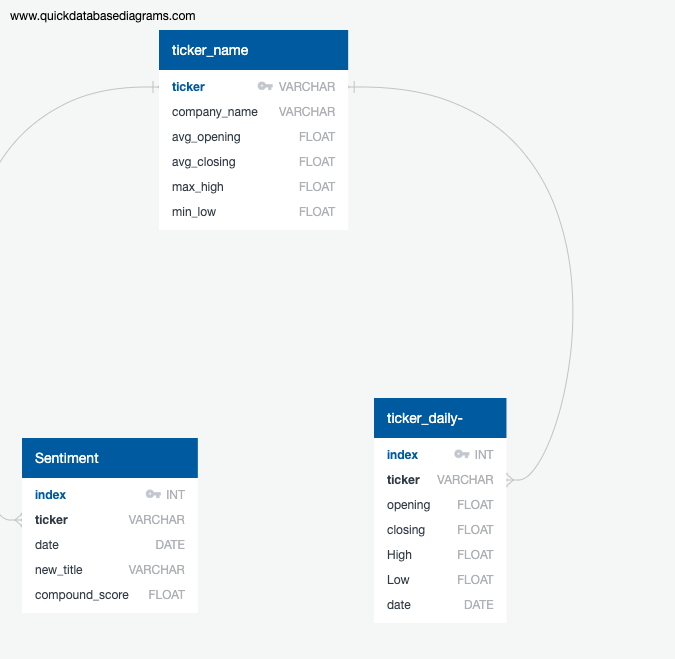 www.quickdatabasediagrams.com
ticker_name
ticker VARCHAR
company_name VARCHAR
avg_opening FLOAT
avg_closing FLOAT
max_high FLOAT
min_low FLOAT
ticker_daily-
index INT
ticker VARCHAR
opening FLOAT
closing FLOAT
High FLOAT
Low FLOAT
date DATE
Sentiment
index INT
ticker VARCHAR
date DATE
new_title VARCHAR
compound_score FLOAT